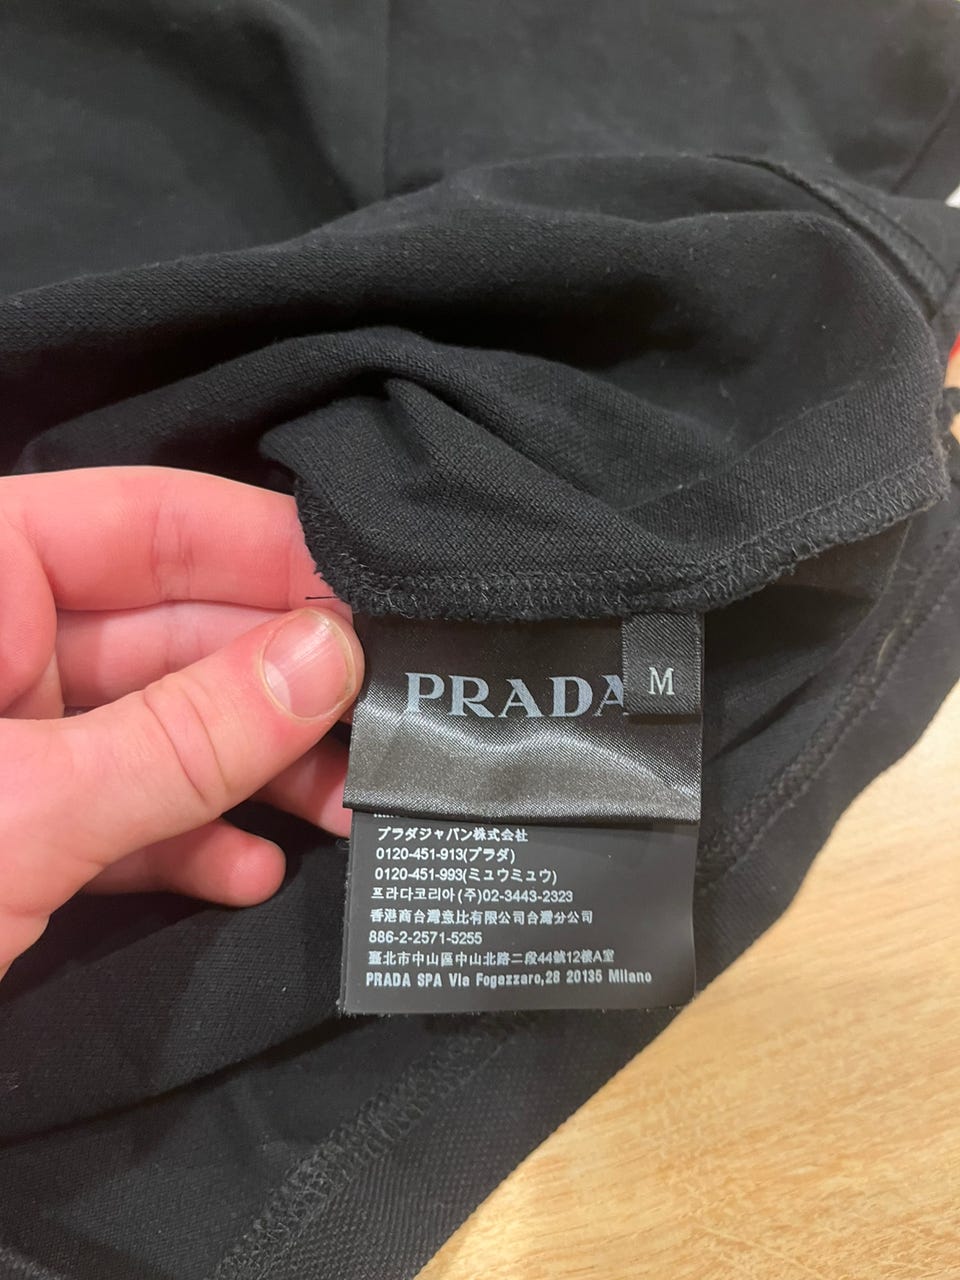 PRADA
M
プラダジャパン株式会社
0120-451-913(プラダ)
0120-451-993(ミュウミュウ)
프라다코리아(주)02-3443-2323
香港商台灣意比有限公司台灣分公司
886-2-2571-5255
臺北市中山區中山北路二段44號12樓A室
PRADA SPA Via Fogazzaro,28 20135 Milano